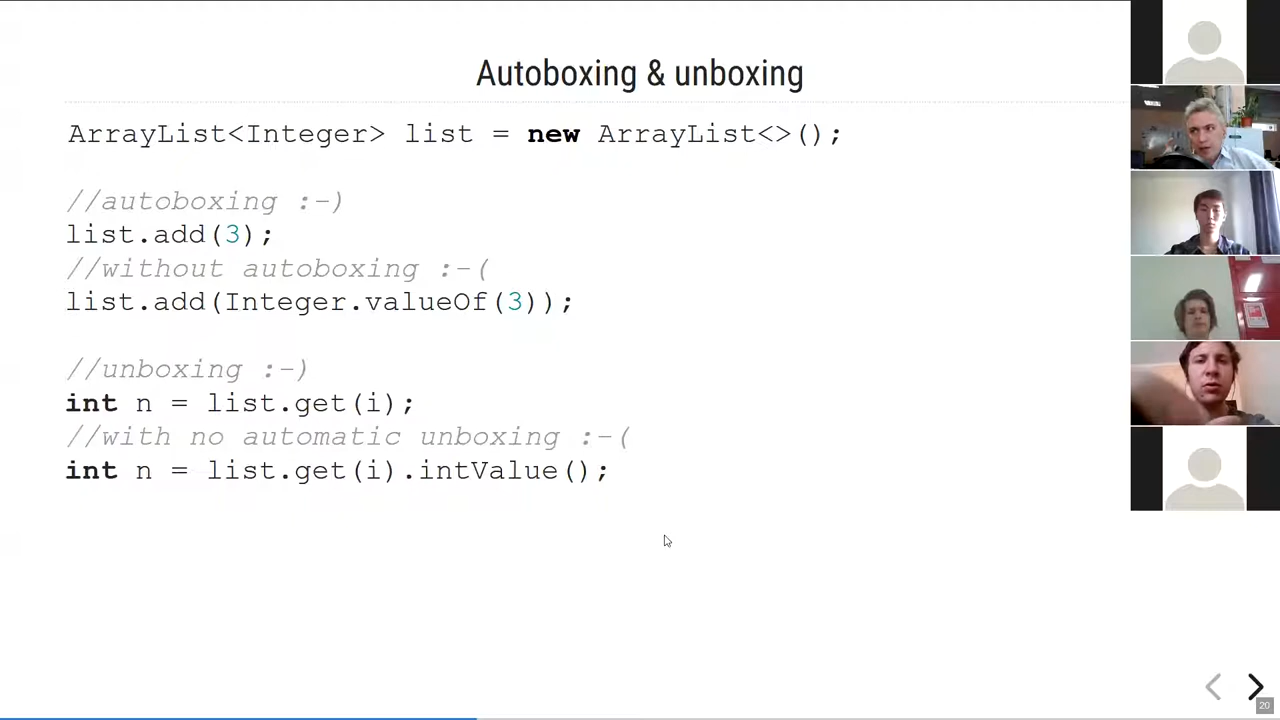 Autoboxing & unboxing
ArrayList<Integer> list = new ArrayList<>();
//autoboxing :-)
list.add(3);
//without autoboxing :-(
list.add(Integer.valueOf(3));
//unboxing :-)
int n = list.get(i);
//with no automatic unboxing :-(
int n = list.get(i).intValue();
20